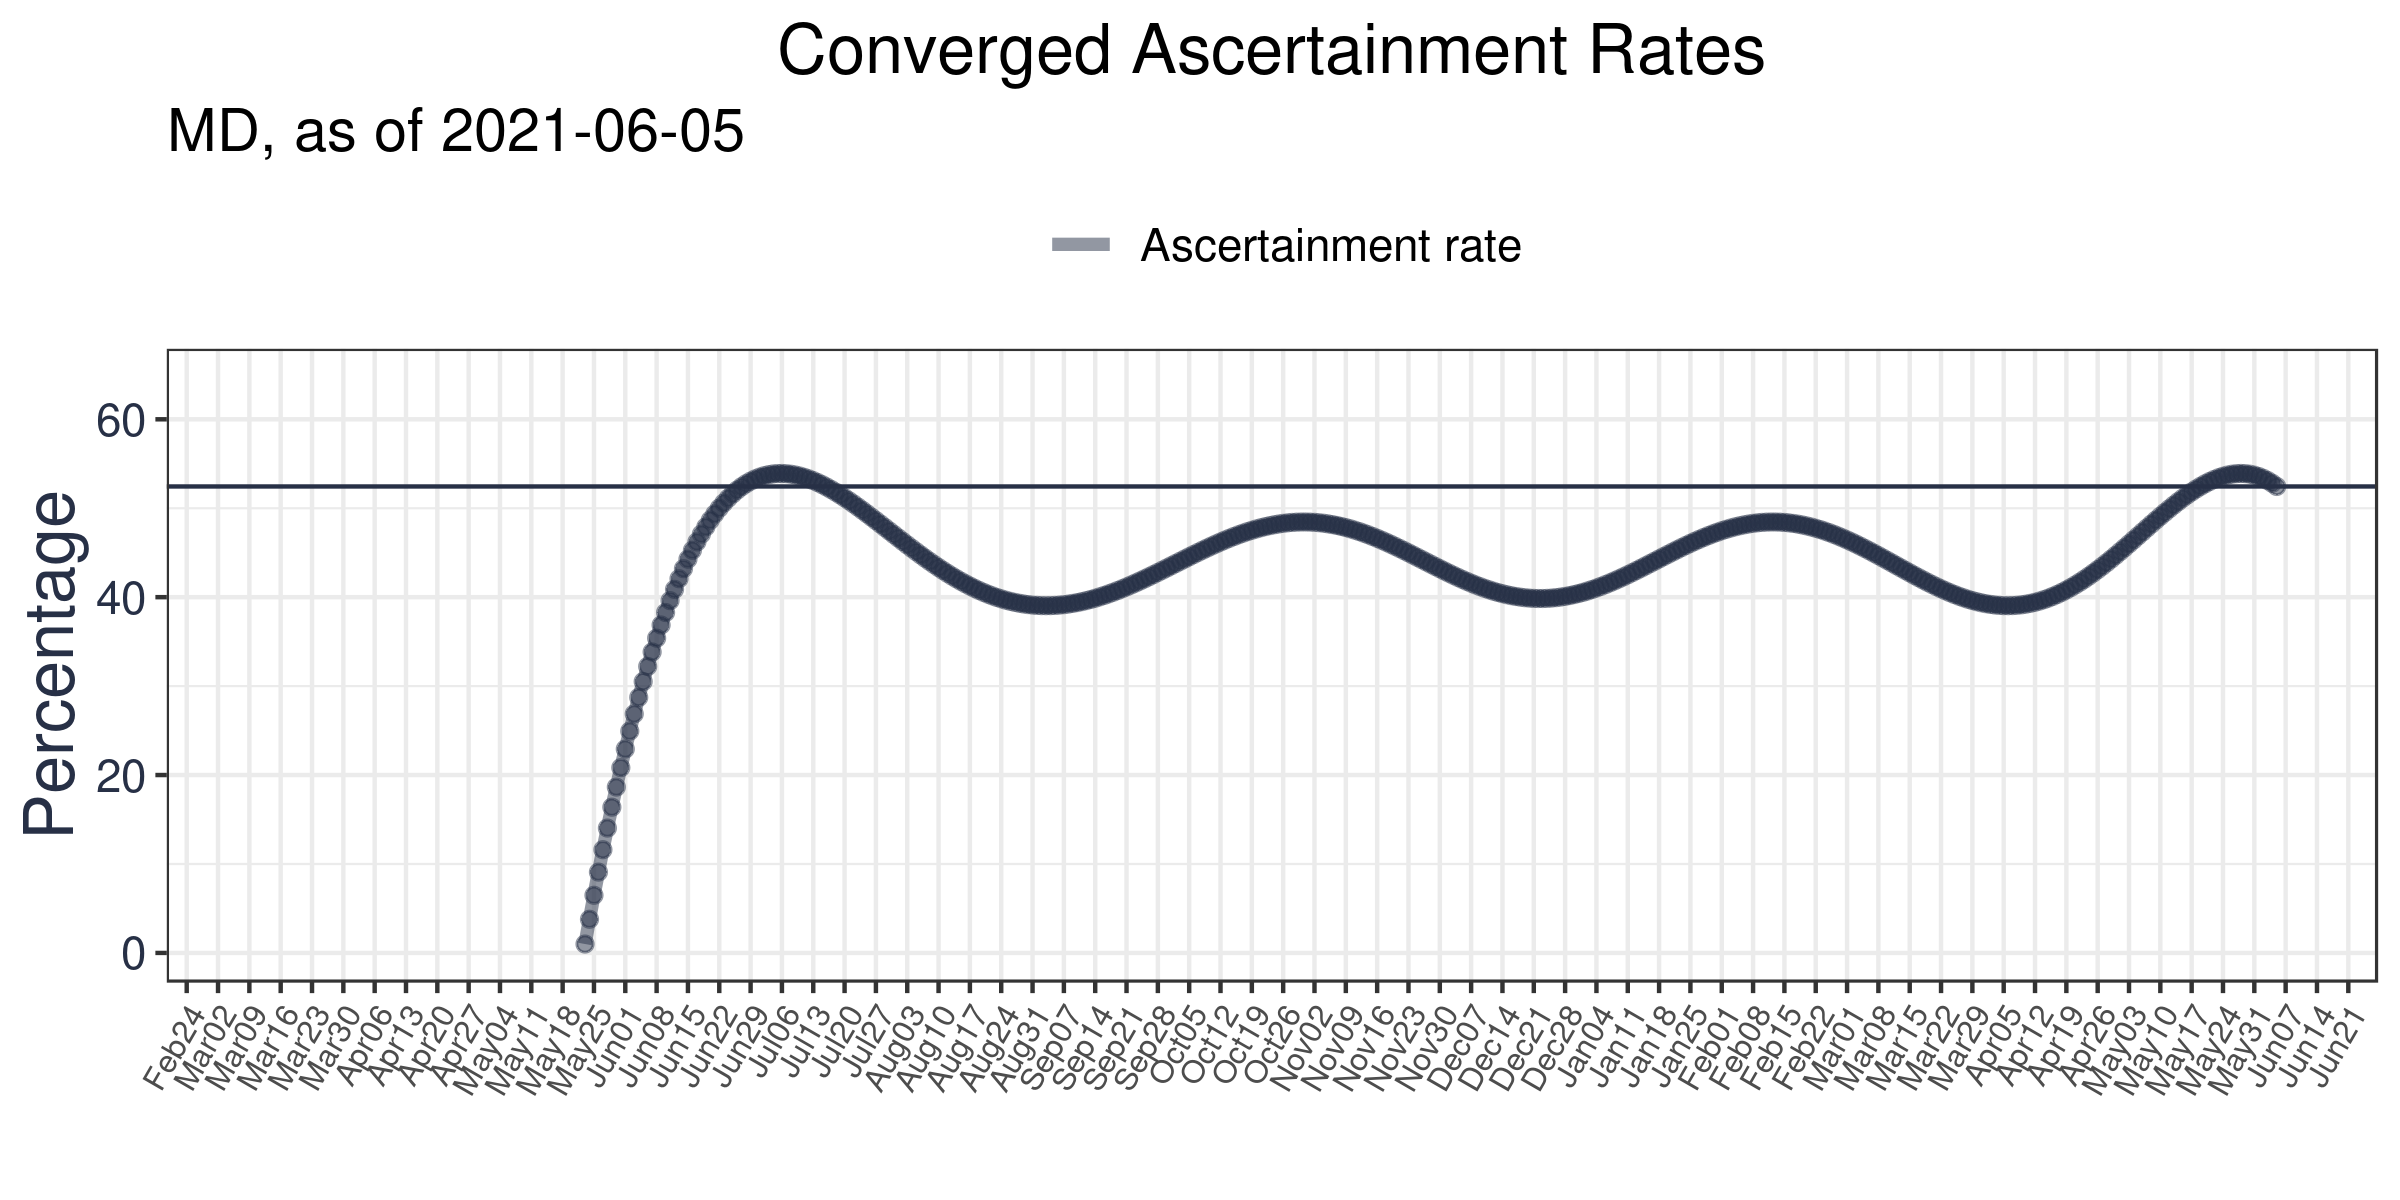 Converged Ascertainment Rates
MD, as of 2021-06-05
Ascertainment rate
Percentage
60
40
20
0
Feb24
Mar02
Mar09
Mar16
Mar23
Mar30
Apr06
Apr13
Apr20
Apr27
May04
May11
May18
May25
Jun01
Jun08
Jun15
Jun22
Jun29
Jul06
Jul13
Jul20
Jul27
Aug03
Aug10
Aug17
Aug24
Aug31
Sep07
Sep14
Sep21
Sep28
Oct05
Oct12
Oct19
Oct26
Nov02
Nov09
Nov16
Nov23
Nov30
Dec07
Dec14
Dec21
Dec28
Jan04
Jan11
Jan18
Jan25
Feb01
Feb08
Feb15
Feb22
Mar01
Mar08
Mar15
Mar22
Mar29
Apr05
Apr12
Apr19
Apr26
May03
May10
May17
May24
May31
Jun07
Jun14
Jun21